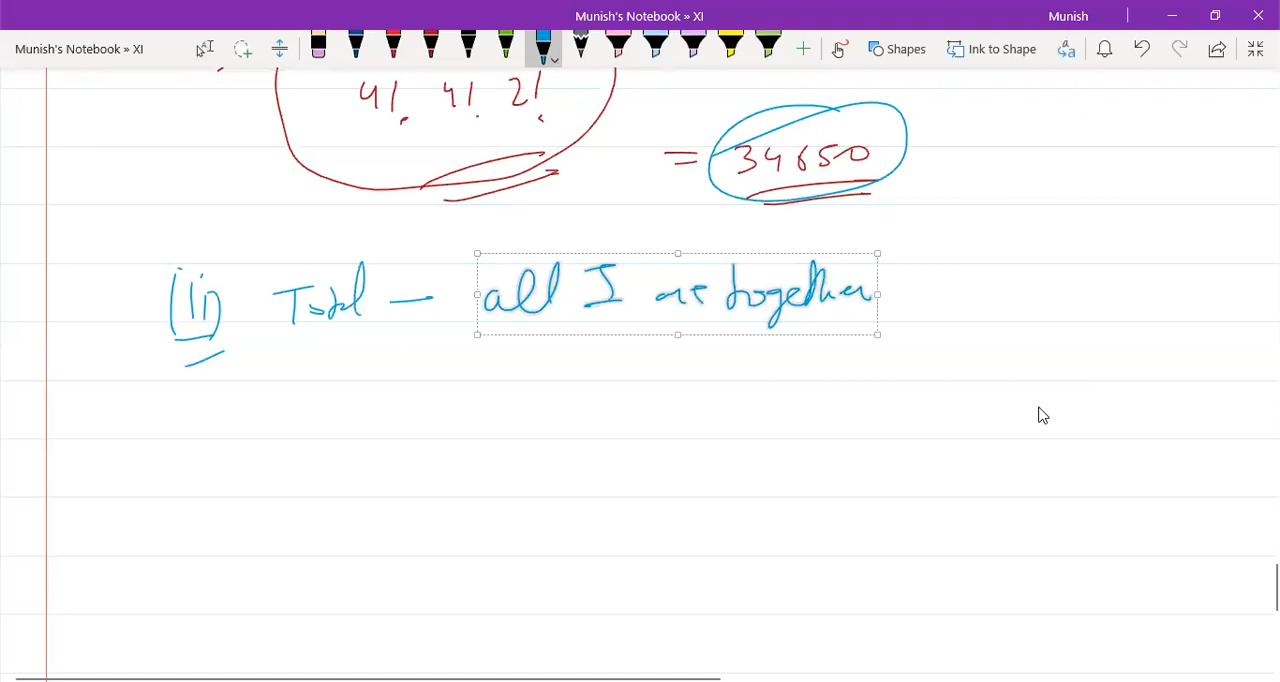 Munish's Notebook » XI
Munish
Munish's Notebook » XI
Shapes
Ink to Shape
4! 4! 2!
= 34650
(ii) Total - all I are together